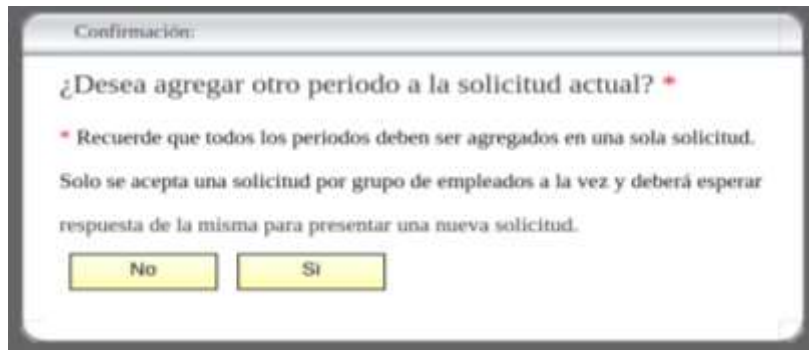 Confirmación:
¿Desea agregar otro periodo a la solicitud actual? *
* Recuerde que todos los periodos deben ser agregados en una sola solicitud.
Solo se acepta una solicitud por grupo de empleados a la vez y deberá esperar
respuesta de la misma para presentar una nueva solicitud.
No Si